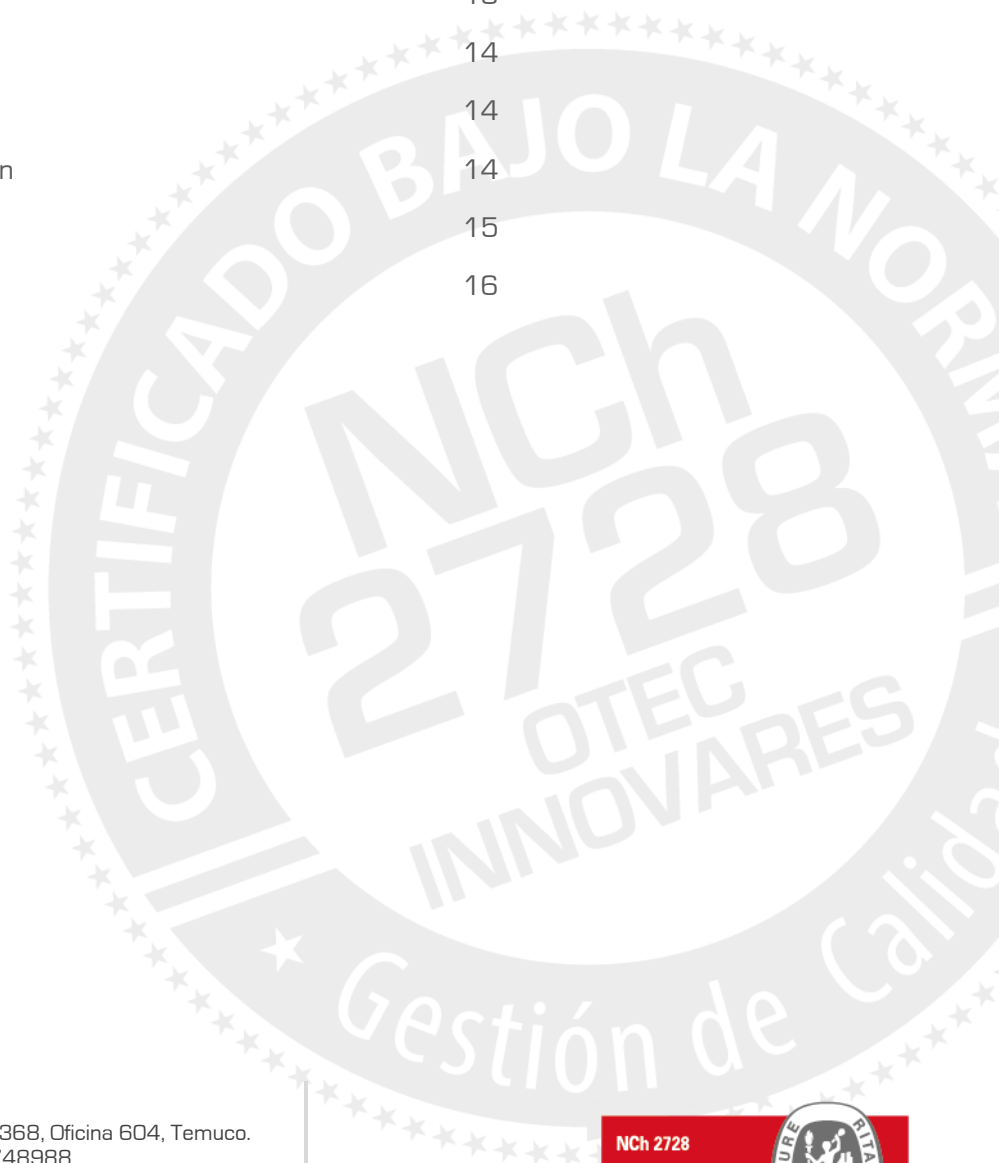 14
14
n 14
15
16
CERTIFICADO BAJO LA NORMA
NCh
2728
OTEC
INNOVARES
Gestión de Calidad
368, Oficina 604, Temuco.
748988
NCh 2728